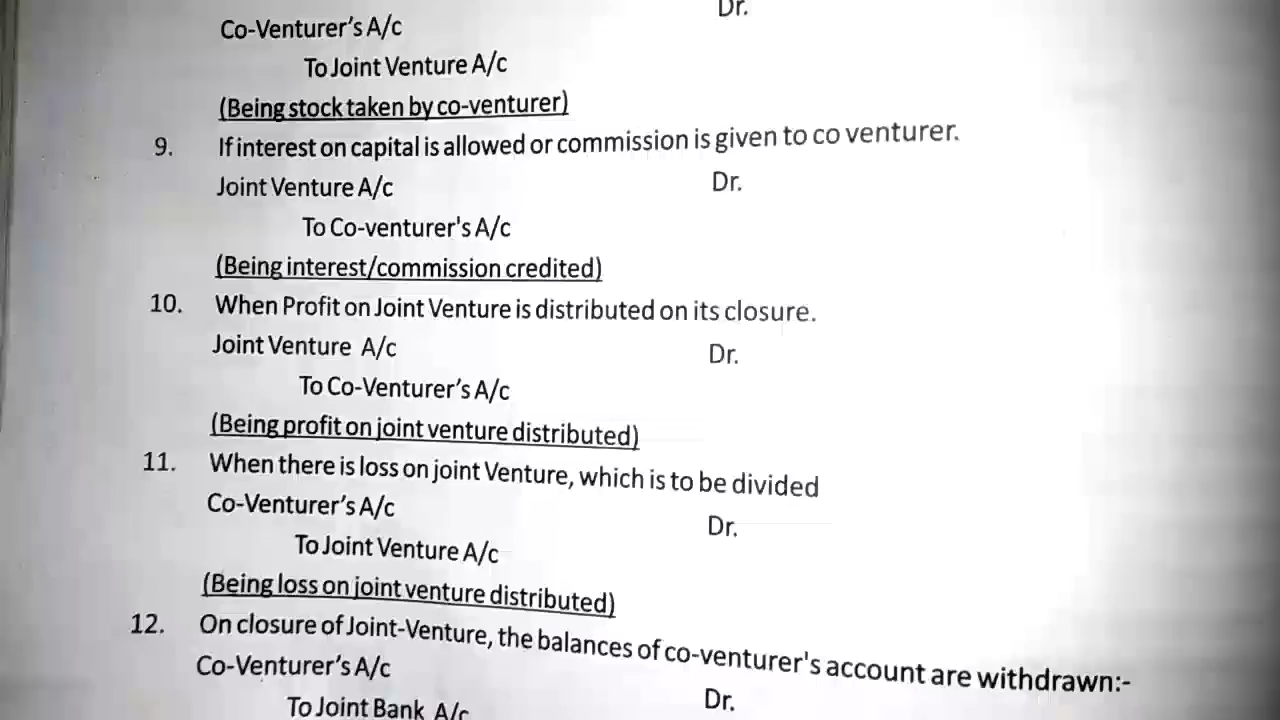 Co-Venturer's A/c Dr.
To Joint Venture A/c
(Being stock taken by co-venturer)
9. If interest on capital is allowed or commission is given to co venturer.
Joint Venture A/c Dr.
To Co-venturer's A/c
(Being interest/commission credited)
10. When Profit on Joint Venture is distributed on its closure.
Joint Venture A/c Dr.
To Co-Venturer's A/c
(Being profit on joint venture distributed)
11. When there is loss on joint Venture, which is to be divided
Co-Venturer's A/c Dr.
To Joint Venture A/c
(Being loss on joint venture distributed)
12. On closure of Joint-Venture, the balances of co-venturer's account are withdrawn:-
Co-Venturer's A/c Dr.
To Joint Bank A/c